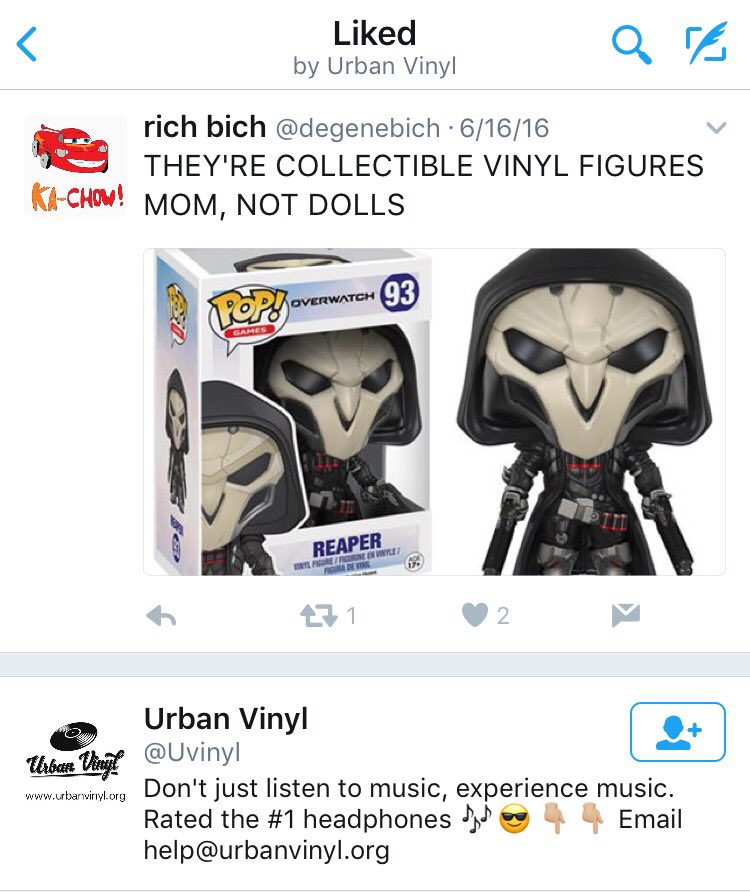 Liked
by Urban Vinyl
rich bich @degenebich · 6/16/16
THEY'RE COLLECTIBLE VINYL FIGURES
MOM, NOT DOLLS
KA-CHOW!
POP!
POP!
GAMES
OVERWATCH
93
REAPER
VINYL FIGURE / FIGURINE EN VINYLE /
FIGURA DE VINIL
AGE
17+
1
2
Urban Vinyl
@Uvinyl
Urban Vinyl
www.urbanvinyl.org
Don't just listen to music, experience music.
Rated the #1 headphones 🎶😎👇🏼👇🏼 Email
help@urbanvinyl.org